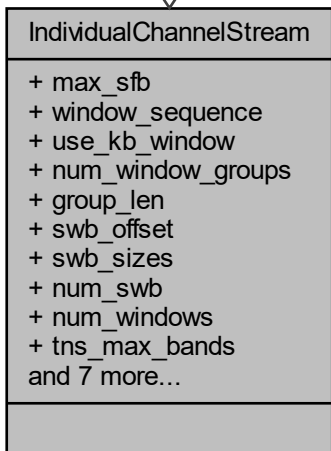 IndividualChannelStream
+ max_sfb
+ window_sequence
+ use_kb_window
+ num_window_groups
+ group_len
+ swb_offset
+ swb_sizes
+ num_swb
+ num_windows
+ tns_max_bands
and 7 more...